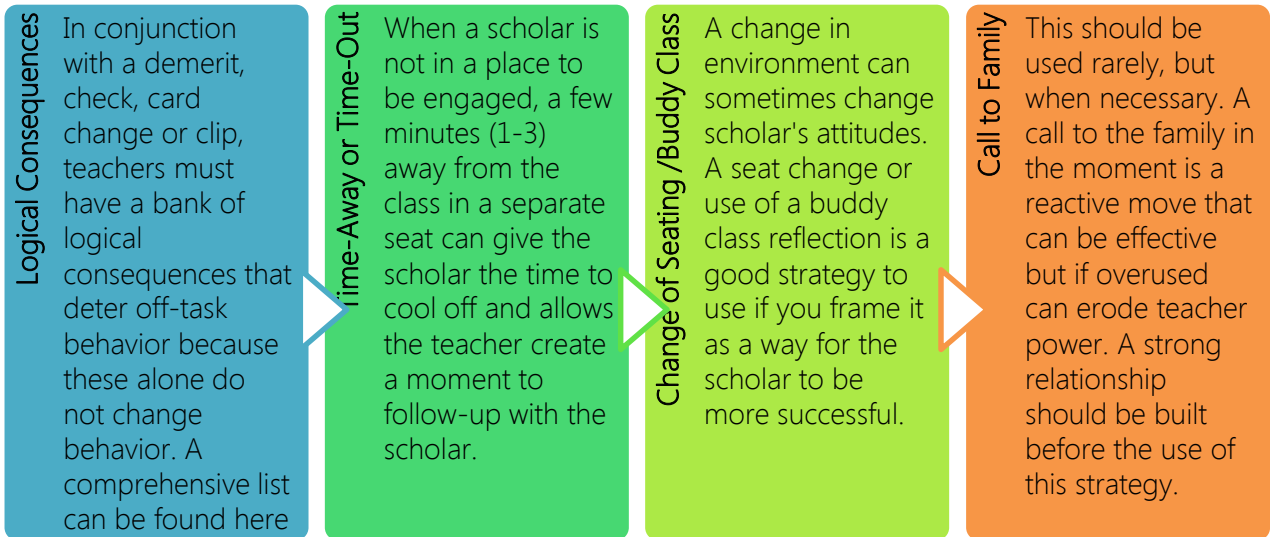 Logical Consequences
In conjunction
with a demerit,
check, card
change or clip,
teachers must
have a bank of
logical
consequences that
deter off-task
behavior because
these alone do
not change
behavior. A
comprehensive list
can be found here
Time-Away or Time-Out
When a scholar is
not in a place to
be engaged, a few
minutes (1-3)
away from the
class in a separate
seat can give the
scholar the time to
cool off and allows
the teacher create
a moment to
follow-up with the
scholar.
Change of Seating /Buddy Class
A change in
environment can
sometimes change
scholar's attitudes.
A seat change or
use of a buddy
class reflection is a
good strategy to
use if you frame it
as a way for the
scholar to be
more successful.
Call to Family
This should be
used rarely, but
when necessary. A
call to the family in
the moment is a
reactive move that
can be effective
but if overused
can erode teacher
power. A strong
relationship
should be built
before the use of
this strategy.